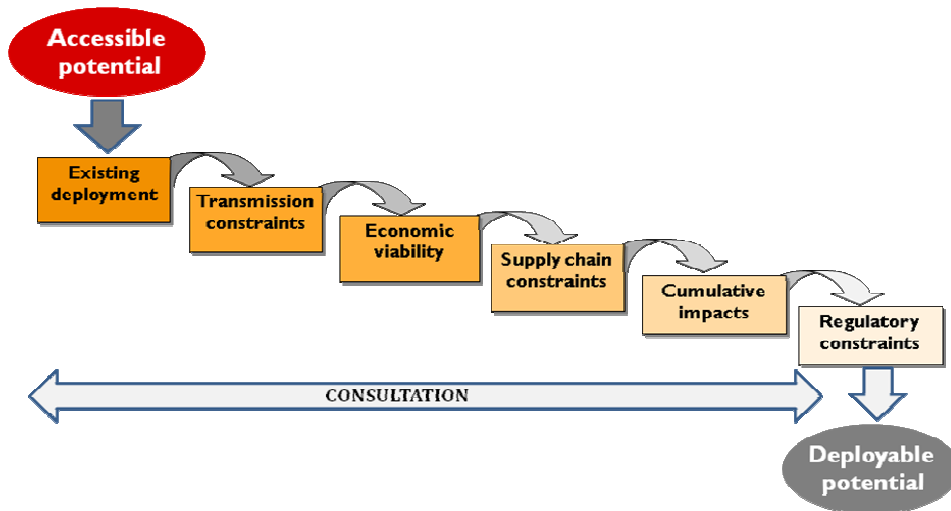 Accessible
potential
Existing
deployment
Transmission
constraints
Economic
viability
Supply chain
constraints
Cumulative
impacts
Regulatory
constraints
CONSULTATION
Deployable
potential